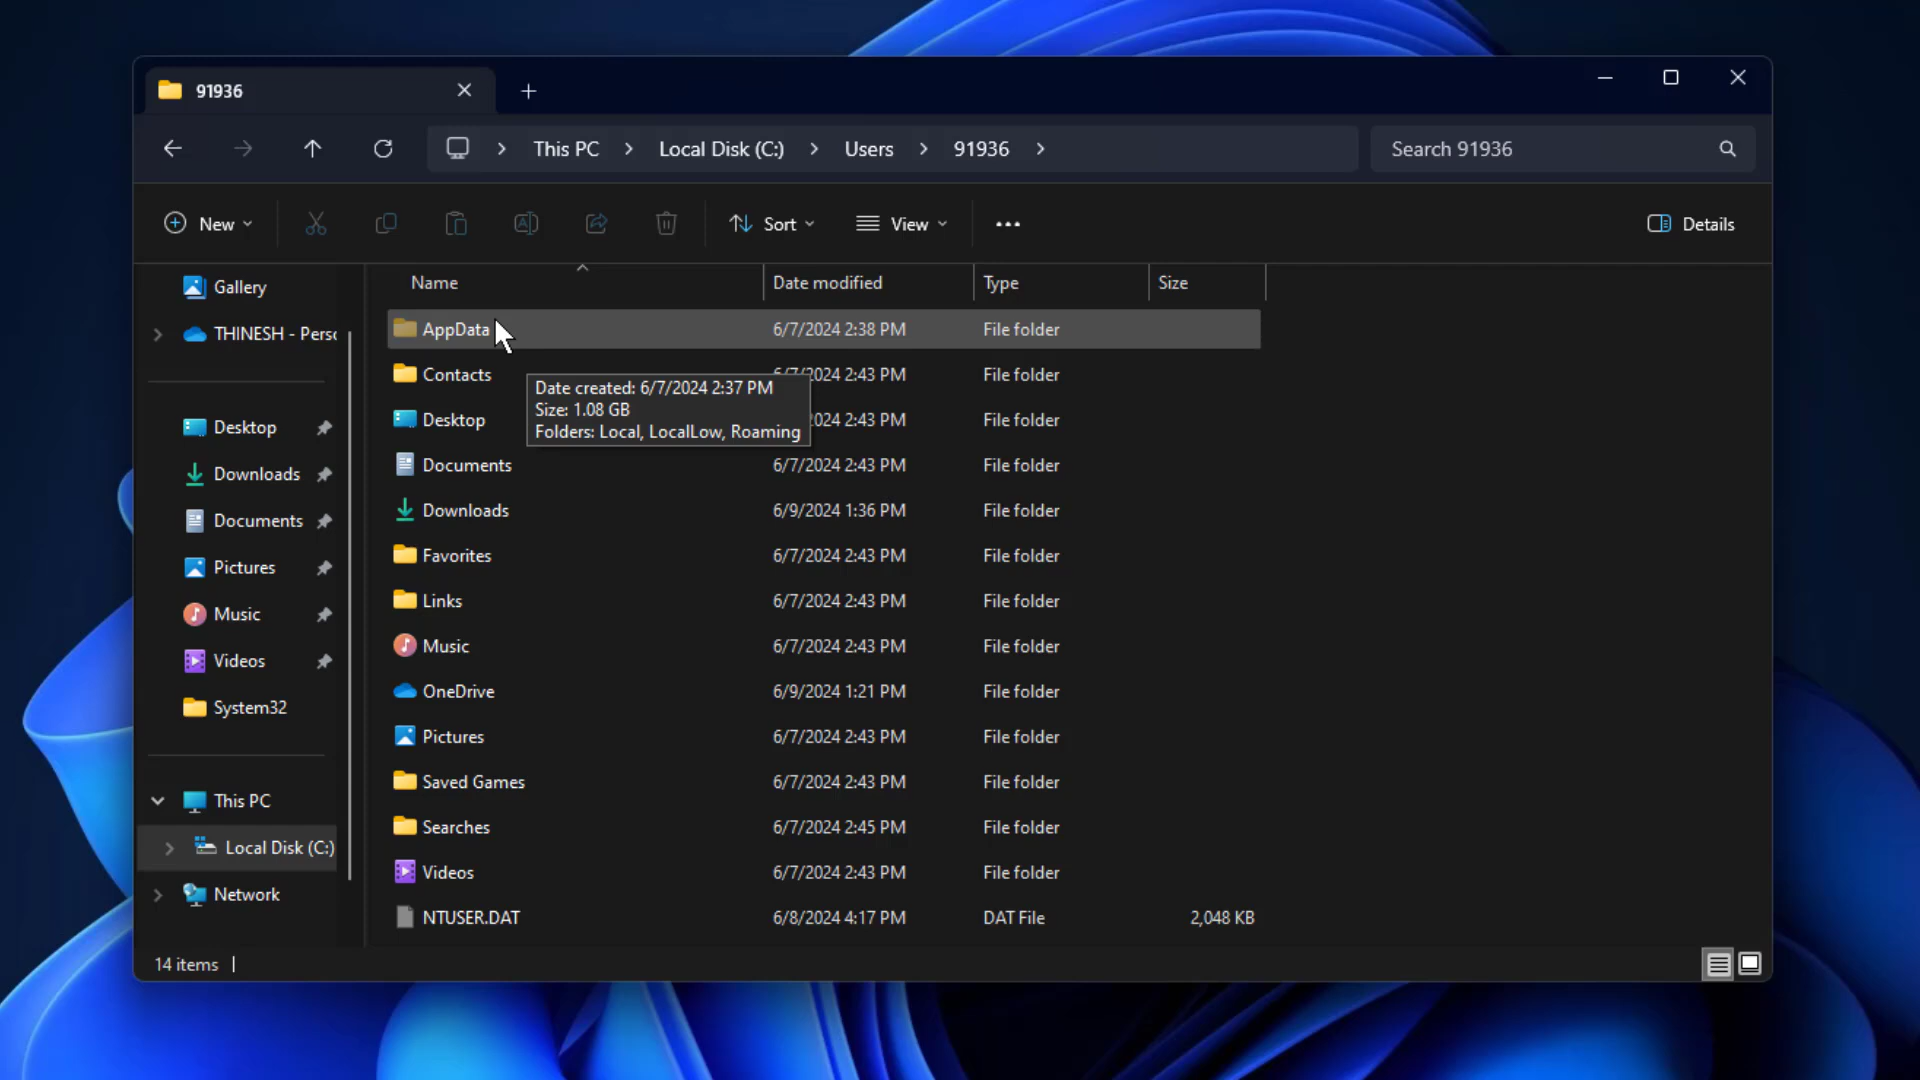 91936
This PC
Local Disk (C:)
Users
91936
Search 91936
New
Sort
View
Details
Gallery
THINESH - Perso
Desktop
Downloads
Documents
Pictures
Music
Videos
System32
This PC
Local Disk (C:)
Network
Name Date modified Type Size
AppData 6/7/2024 2:38 PM File folder
Contacts 6/7/2024 2:43 PM File folder
Date created: 6/7/2024 2:37 PM
Size: 1.08 GB
Folders: Local, LocalLow, Roaming
Desktop 2024 2:43 PM File folder
Documents 6/7/2024 2:43 PM File folder
Downloads 6/9/2024 1:36 PM File folder
Favorites 6/7/2024 2:43 PM File folder
Links 6/7/2024 2:43 PM File folder
Music 6/7/2024 2:43 PM File folder
OneDrive 6/9/2024 1:21 PM File folder
Pictures 6/7/2024 2:43 PM File folder
Saved Games 6/7/2024 2:43 PM File folder
Searches 6/7/2024 2:45 PM File folder
Videos 6/7/2024 2:43 PM File folder
NTUSER.DAT 6/8/2024 4:17 PM DAT File 2,048 KB
14 items